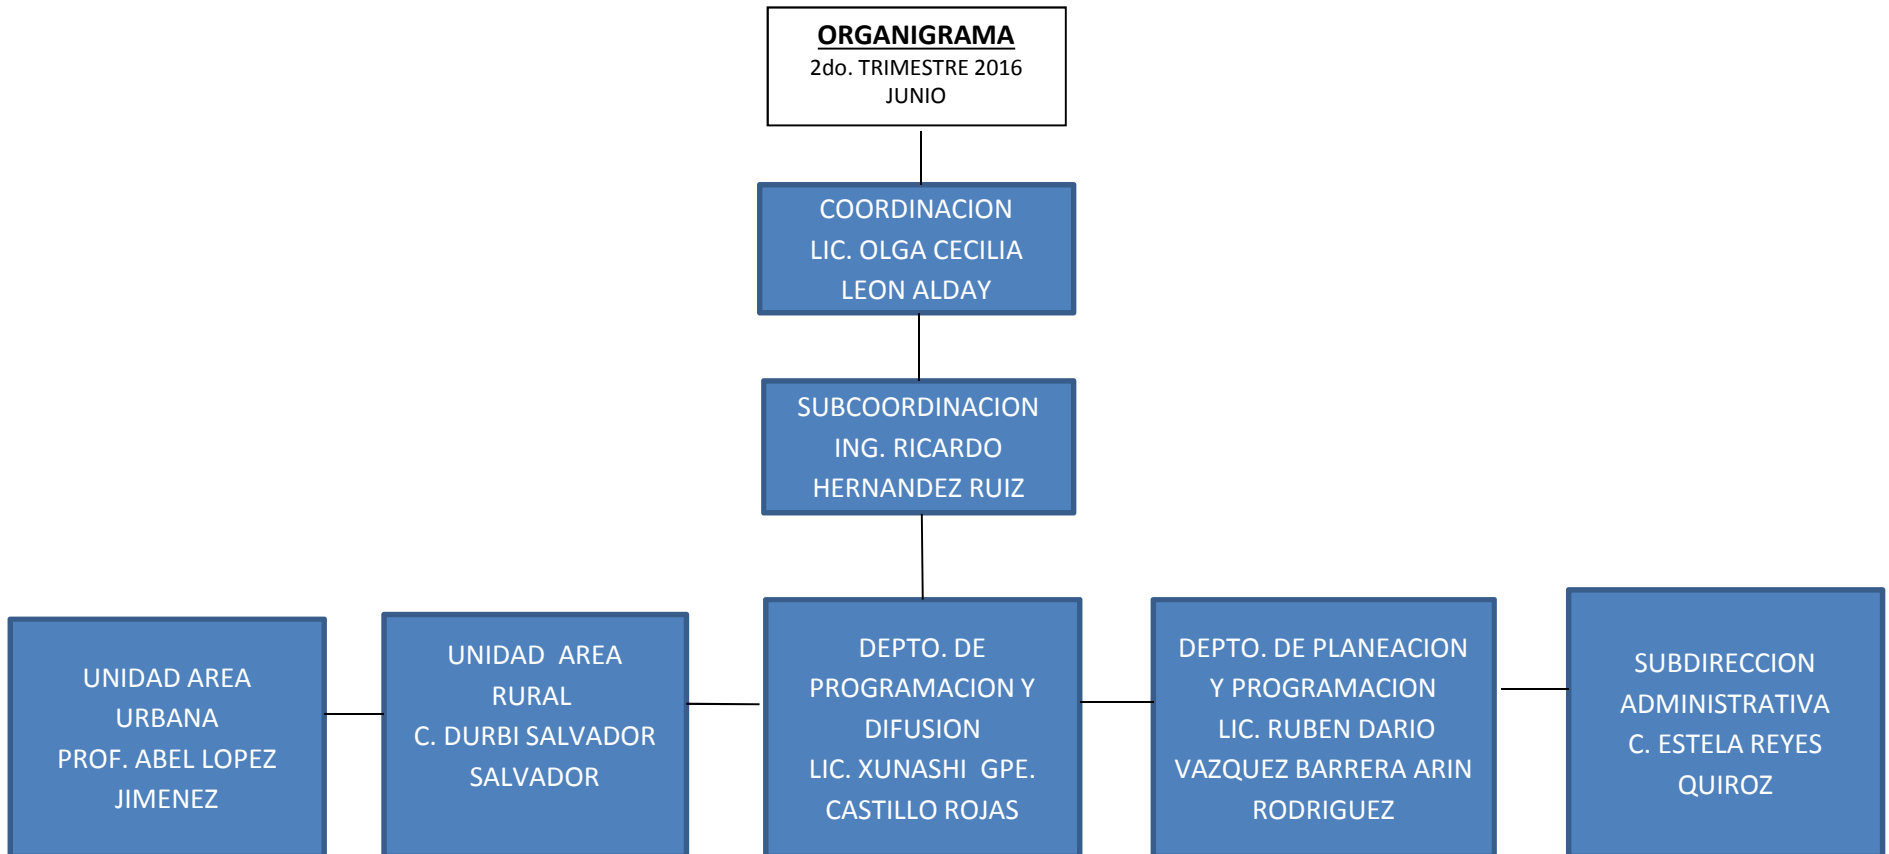 ORGANIGRAMA
2do. TRIMESTRE 2016
JUNIO
COORDINACION
LIC. OLGA CECILIA
LEON ALDAY
SUBCOORDINACION
ING. RICARDO
HERNANDEZ RUIZ
UNIDAD AREA
URBANA
PROF. ABEL LOPEZ
JIMENEZ
UNIDAD AREA
RURAL
C. DURBI SALVADOR
SALVADOR
DEPTO. DE
PROGRAMACION Y
DIFUSION
LIC. XUNASHI GPE.
CASTILLO ROJAS
DEPTO. DE PLANEACION
Y PROGRAMACION
LIC. RUBEN DARIO
VAZQUEZ BARRERA ARIN
RODRIGUEZ
SUBDIRECCION
ADMINISTRATIVA
C. ESTELA REYES
QUIROZ